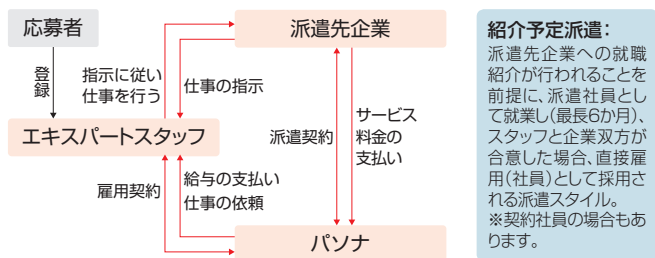 応募者
派遣先企業
登録
指示に従い
仕事を行う
仕事の指示
エキスパートスタッフ
派遣契約
サービス
料金の
支払い
雇用契約
給与の支払い
仕事の依頼
パソナ
紹介予定派遣:
派遣先企業への就職
紹介が行われることを
前提に、派遣社員とし
て就業し(最長6か月)、
スタッフと企業双方が
合意した場合、直接雇
用(社員)として採用さ
れる派遣スタイル。
※契約社員の場合もあ
ります。